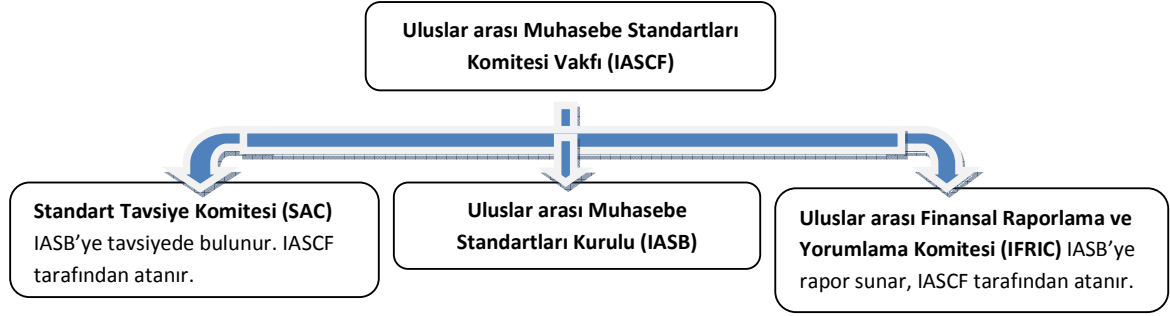 Uluslar arası Muhasebe Standartları
Komitesi Vakfı (IASCF)
Standart Tavsiye Komitesi (SAC)
IASB’ye tavsiyede bulunur. IASCF
tarafından atanır.
Uluslar arası Muhasebe
Standartları Kurulu (IASB)
Uluslar arası Finansal Raporlama ve
Yorumlama Komitesi (IFRIC) IASB’ye
rapor sunar, IASCF tarafından atanır.